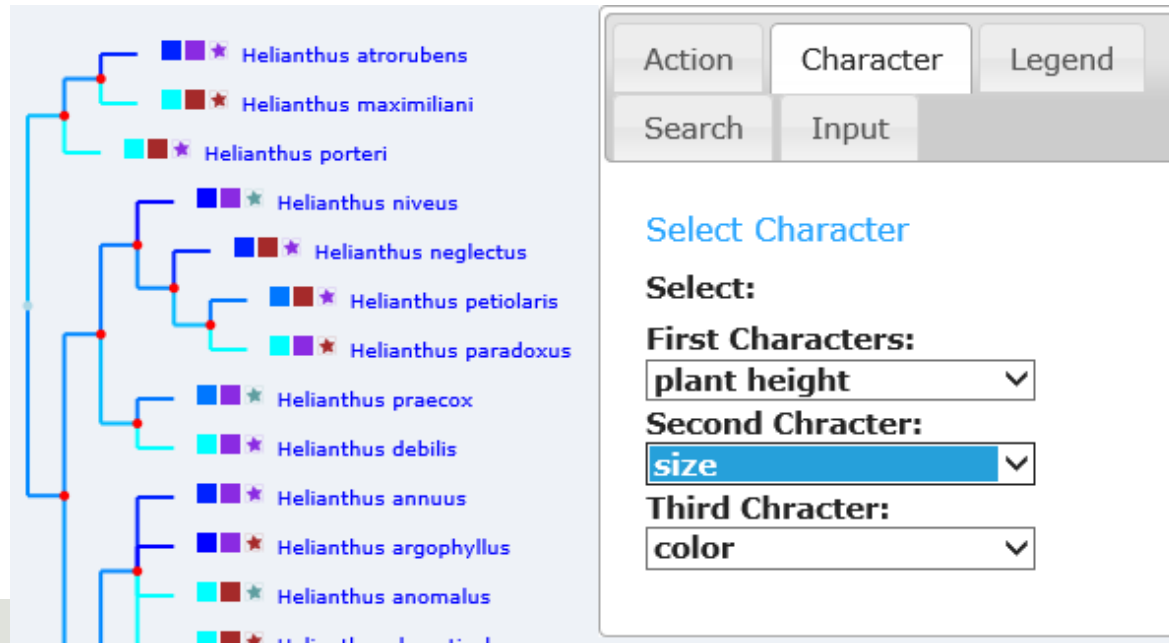 Helianthus atrorubens
Helianthus maximiliani
Helianthus porteri
Helianthus niveus
Helianthus neglectus
Helianthus petiolaris
Helianthus paradoxus
Helianthus praecox
Helianthus debilis
Helianthus annuus
Helianthus argophyllus
Helianthus anomalus
Action Character Legend
Search Input
Select Character
Select:
First Characters:
plant height
Second Chracter:
size
Third Chracter:
color